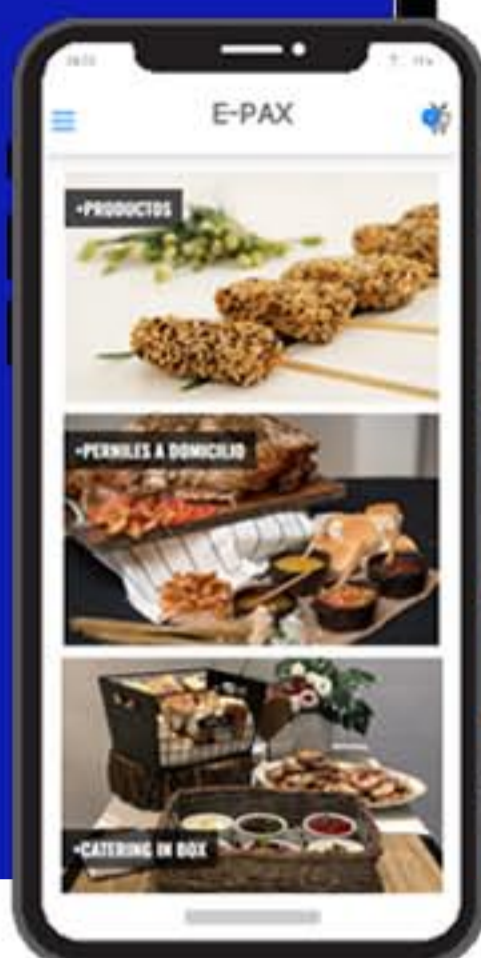 E-PAX
+PRODUCTOS
+PERNILES A DOMICILIO
+CATERING IN BOX